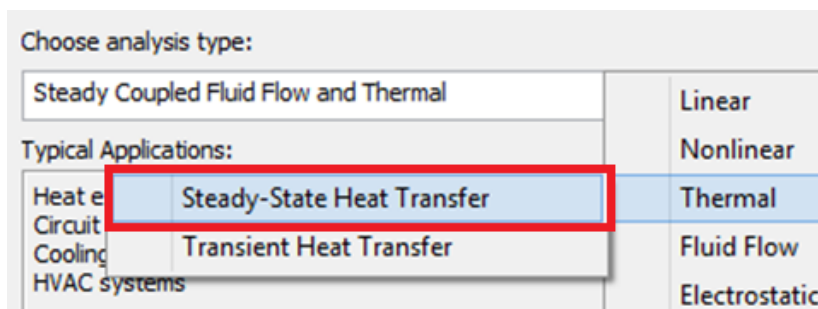 Choose analysis type:
Steady Coupled Fluid Flow and Thermal
Linear
Typical Applications:
Nonlinear
Heat e
Steady-State Heat Transfer
Thermal
Circuit
Cooling
Transient Heat Transfer
Fluid Flow
HVAC systems
Electrostatic